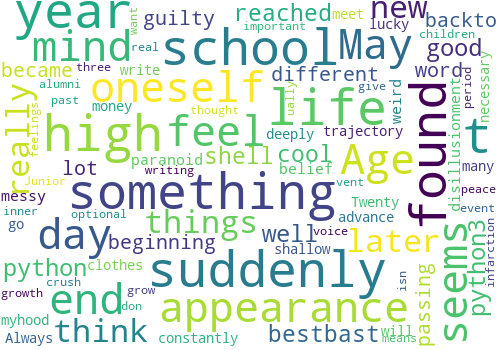 year
mind
school
May
new
reached
guilty
lucky
meet
backto
want
real
important
children
became
write
oneself
different
good
word
alumni
three
past
money
high
feel
life
Age
found
t
really
feelings
thought
ually
give
weird
deeply
trajectory
period
necessary
disillusionment
paranoid
shell
cool
belief
many
Junior
lot
writing
something
vent
peace
messy
inner
go
day
things
optional
Twenty
advance
event
infarction
beginning
well
shallow
voice
later
seems
python3
python
clothes
suddenly
isn
passing
crush
growth
grow
don
end
appearance
myhood
Always
think
constantly
bestbast
will
means